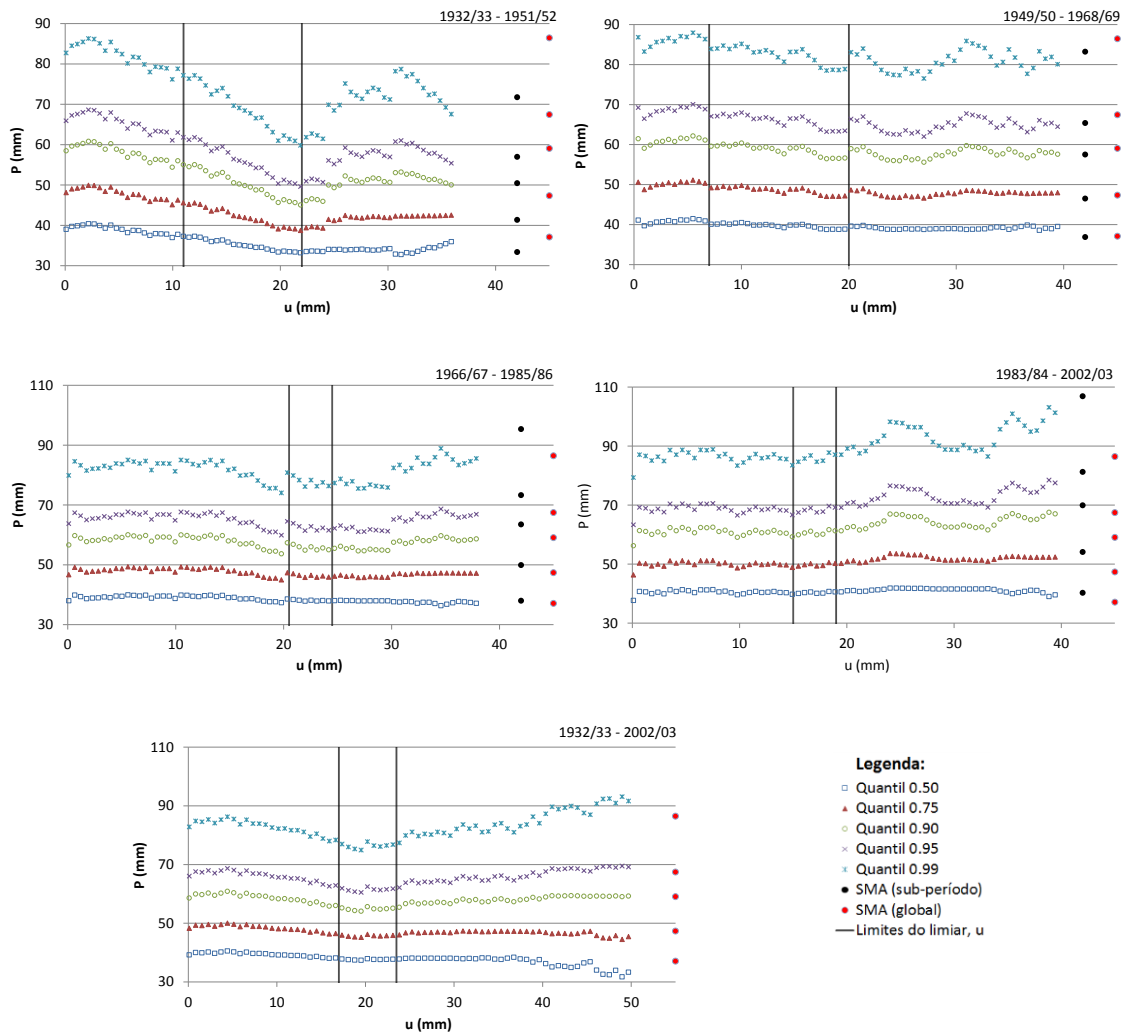 1932/33 - 1951/52
P (mm)
90
80
70
60
50
40
30
0 10 20 30 40
u (mm)
1949/50 - 1968/69
P (mm)
90
80
70
60
50
40
30
0 10 20 30 40
u (mm)
1966/67 - 1985/86
P (mm)
110
90
70
50
30
0 10 20 30 40
u (mm)
1983/84 - 2002/03
P (mm)
110
90
70
50
30
0 10 20 30 40
u (mm)
1932/33 - 2002/03
P (mm)
110
90
70
50
30
0 10 20 30 40 50
u (mm)
Legenda:
Quantil 0.50
Quantil 0.75
Quantil 0.90
Quantil 0.95
Quantil 0.99
SMA (sub-período)
SMA (global)
Limites do limiar, u